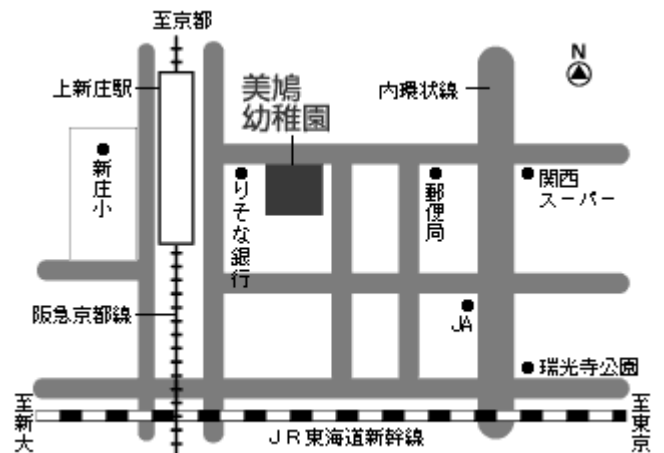 至京都
上新庄駅
美鳩
幼稚園
内環状線
N
新庄小
りそな銀行
郵便局
関西
スーパー
阪急京都線
JA
瑞光寺公園
至新大
至東京
JR東海道新幹線